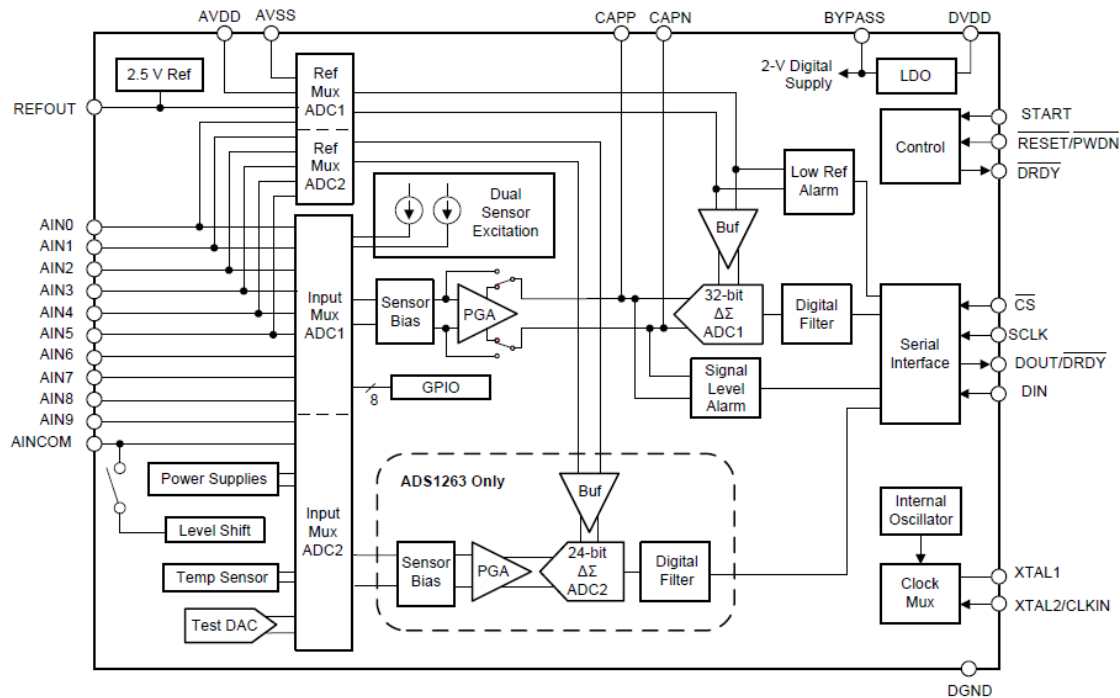 AVDD
AVSS
CAPP
CAPN
BYPASS
DVDD
2.5 V Ref
REFOUT
Ref
Mux
ADC1
Ref
Mux
ADC2
2-V Digital
Supply
LDO
Control
START
RESET/PWDN
DRDY
Low Ref
Alarm
Dual
Sensor
Excitation
Buf
AIN0
AIN1
AIN2
AIN3
AIN4
AIN5
AIN6
AIN7
AIN8
AIN9
AINCOM
Input
Mux
ADC1
Sensor
Bias
PGA
32-bit
ΔΣ
ADC1
Digital
Filter
Serial
Interface
CS
SCLK
DOUT/DRDY
DIN
Signal
Level
Alarm
8
GPIO
Power Supplies
Level Shift
Temp Sensor
Test DAC
Input
Mux
ADC2
ADS1263 Only
Buf
Sensor
Bias
PGA
24-bit
ΔΣ
ADC2
Digital
Filter
Internal
Oscillator
Clock
Mux
XTAL1
XTAL2/CLKIN
DGND